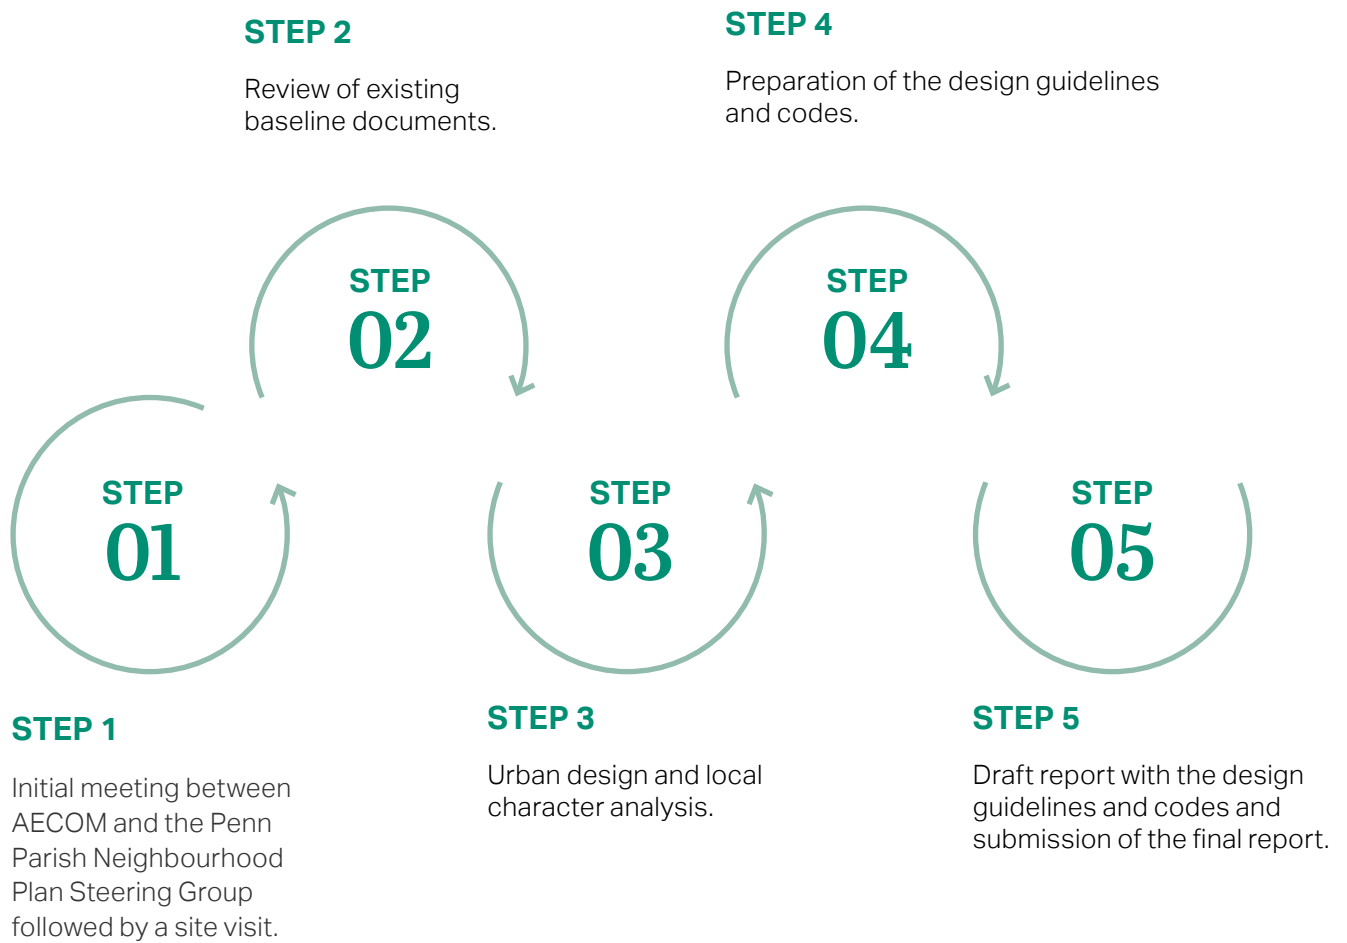 STEP 2
Review of existing
baseline documents.
STEP 4
Preparation of the design guidelines
and codes.
STEP
02
STEP
04
STEP
01
STEP
03
STEP
05
STEP 1
Initial meeting between
AECOM and the Penn
Parish Neighbourhood
Plan Steering Group
followed by a site visit.
STEP 3
Urban design and local
character analysis.
STEP 5
Draft report with the design
guidelines and codes and
submission of the final report.